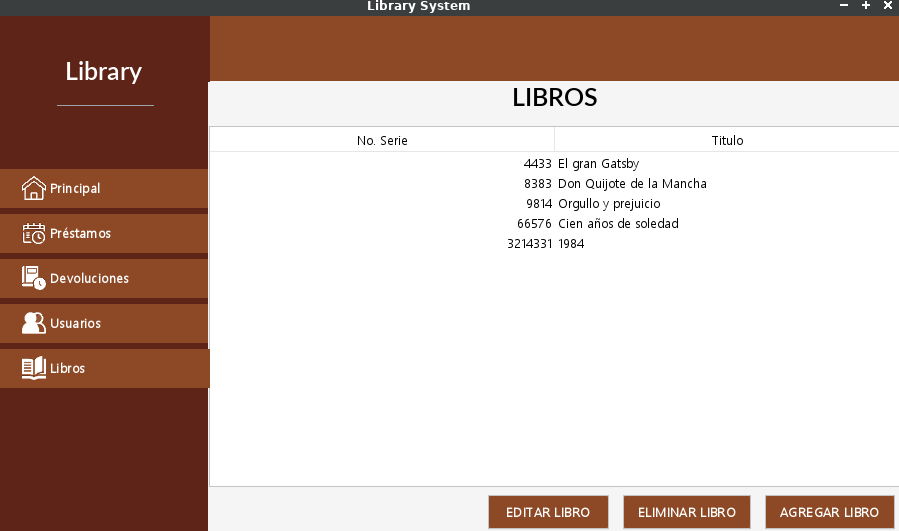 Library System
Library
Principal
Préstamos
Devoluciones
Usuarios
Libros
LIBROS
No. Serie Titulo
4433 El gran Gatsby
8383 Don Quijote de la Mancha
9814 Orgullo y prejuicio
66576 Cien años de soledad
3214331 1984
EDITAR LIBRO ELIMINAR LIBRO AGREGAR LIBRO